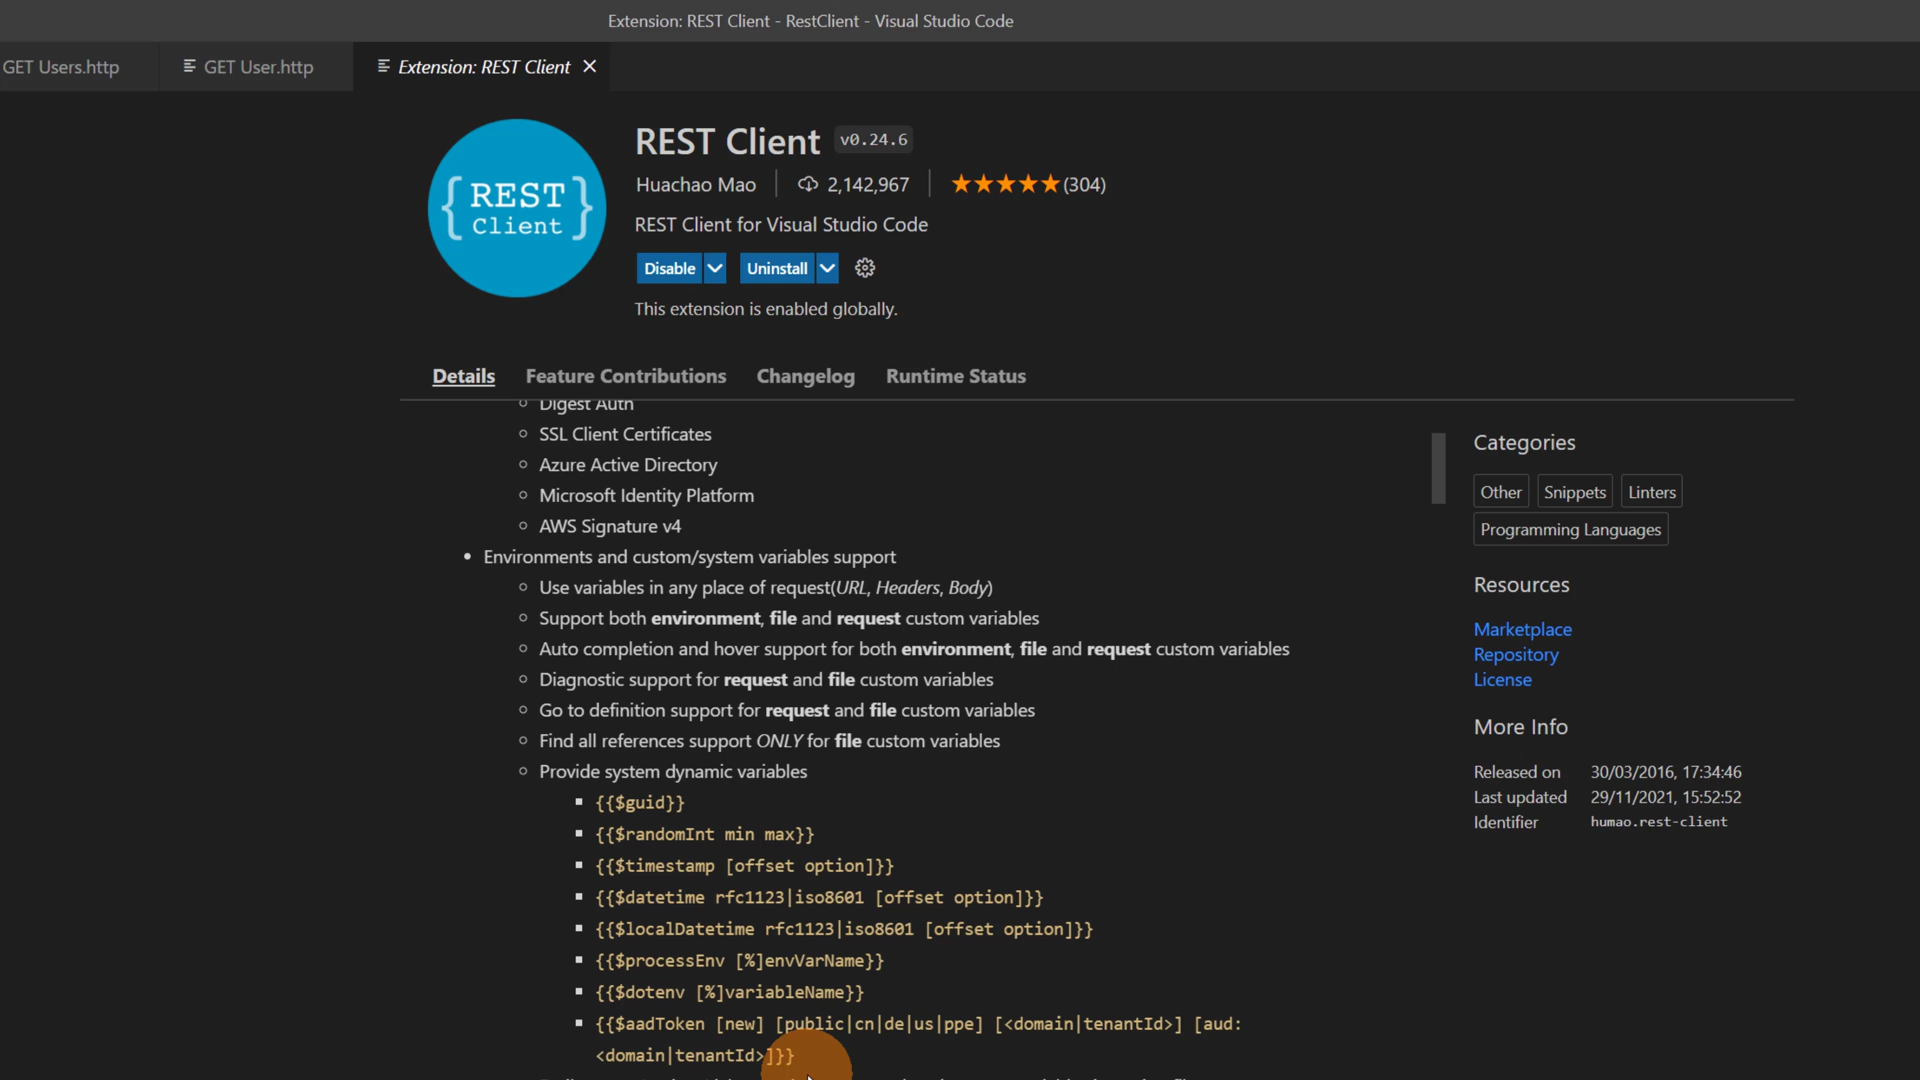 Extension: REST Client - RestClient - Visual Studio Code
GET Users.http
GET User.http
Extension: REST Client
{ REST Client }
REST Client v0.24.6
Huachao Mao 2,142,967 (304)
REST Client for Visual Studio Code
Disable Uninstall
This extension is enabled globally.
Details Feature Contributions Changelog Runtime Status
Digest Auth
SSL Client Certificates
Azure Active Directory
Microsoft Identity Platform
AWS Signature v4
Environments and custom/system variables support
Use variables in any place of request(URL, Headers, Body)
Support both environment, file and request custom variables
Auto completion and hover support for both environment, file and request custom variables
Diagnostic support for request and file custom variables
Go to definition support for request and file custom variables
Find all references support ONLY for file custom variables
Provide system dynamic variables
{{$guid}}
{{$randomInt min max}}
{{$timestamp [offset option]}}
{{$datetime rfc1123|iso8601 [offset option]}}
{{$localDatetime rfc1123|iso8601 [offset option]}}
{{$processEnv [%]envVarName}}
{{$dotenv [%]variableName}}
{{$aadToken [new] [public|cn|de|us|ppe] [<domain|tenantId>] [aud:
<domain|tenantId>]}}
Categories
Other Snippets Linters
Programming Languages
Resources
Marketplace
Repository
License
More Info
Released on 30/03/2016, 17:34:46
Last updated 29/11/2021, 15:52:52
Identifier humao.rest-client